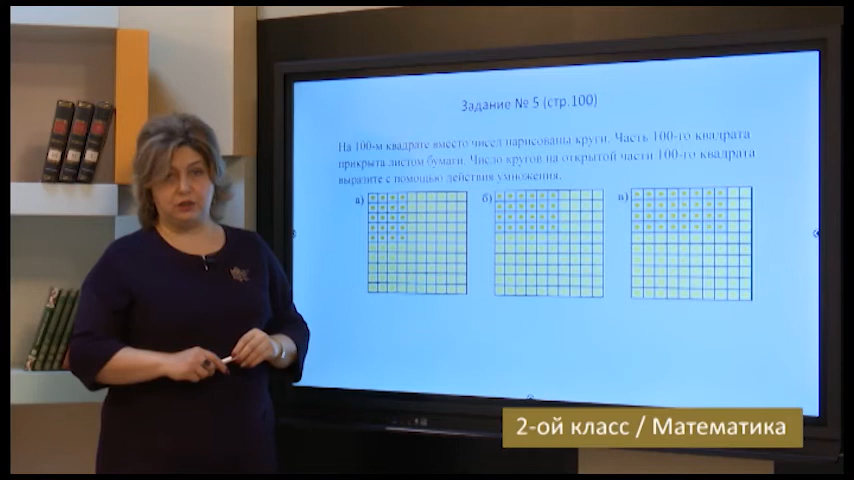 Задание № 5 (стр.100)
На 100-м квадрате вместо чисел нарисованы круги. Часть 100-го квадрата
прикрыта листом бумаги. Число кругов на открытой части 100-го квадрата
выразите с помощью действия умножения.
а) б) в)
2-ой класс / Математика